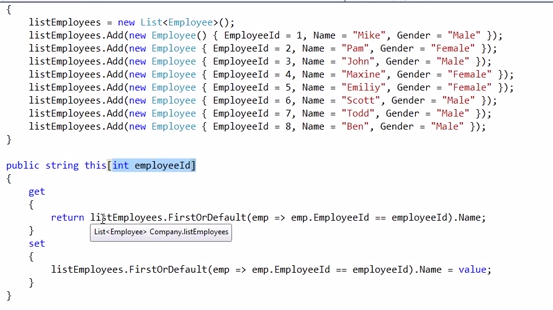 {
listEmployees = new List<Employee>();
listEmployees.Add(new Employee() { EmployeeId = 1, Name = "Mike", Gender = "Male" });
listEmployees.Add(new Employee { EmployeeId = 2, Name = "Pam", Gender = "Female" });
listEmployees.Add(new Employee { EmployeeId = 3, Name = "John", Gender = "Male" });
listEmployees.Add(new Employee { EmployeeId = 4, Name = "Maxine", Gender = "Female" });
listEmployees.Add(new Employee { EmployeeId = 5, Name = "Emiliy", Gender = "Female" });
listEmployees.Add(new Employee { EmployeeId = 6, Name = "Scott", Gender = "Male" });
listEmployees.Add(new Employee { EmployeeId = 7, Name = "Todd", Gender = "Male" });
listEmployees.Add(new Employee { EmployeeId = 8, Name = "Ben", Gender = "Male" });
}
public string this[int employeeId]
{
get
{
return listEmployees.FirstOrDefault(emp => emp.EmployeeId == employeeId).Name;
}
List<Employee> Company.listEmployees
set
{
listEmployees.FirstOrDefault(emp => emp.EmployeeId == employeeId).Name = value;
}
}